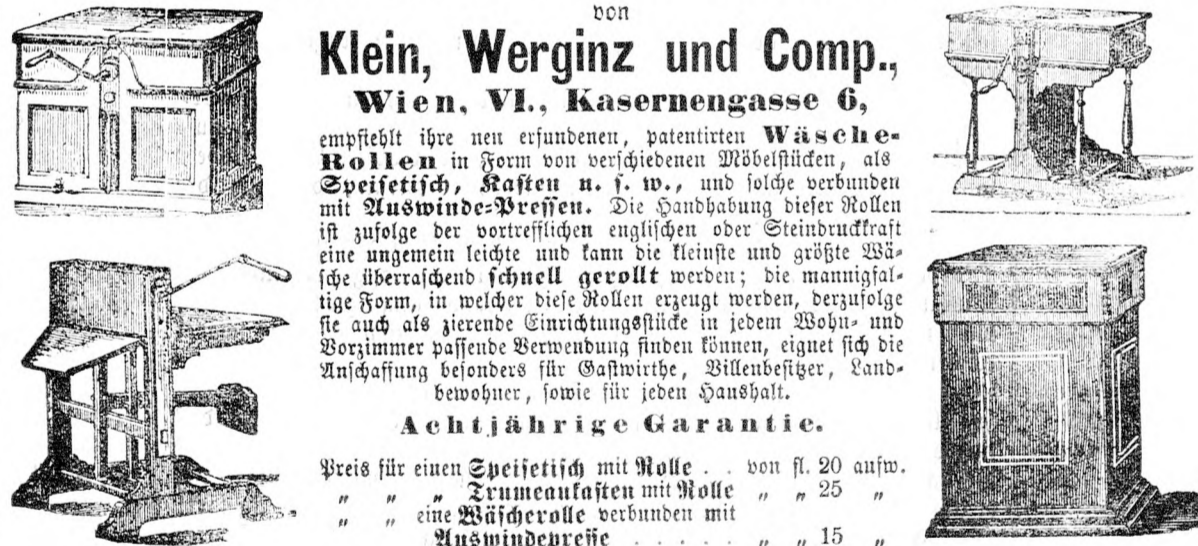 von
Klein, Werginz und Comp.,
Wien, VI., Kasernengasse 6,
empfiehlt ihre neu erfundenen, patentirten Wäsche-
Rollen in Form von verschiedenen Möbelstücken, als
Speisetisch, Kasten u. s. w., und solche verbunden
mit Auswinde-Pressen. Die Handhabung dieser Rollen
ist zufolge der vortrefflichen englischen oder Steindruckkraft
eine ungemein leichte und kann die kleinste und größte Wä-
sche überraschend schnell gerollt werden; die mannigfal-
tige Form, in welcher diese Rollen erzeugt werden, derzufolge
sie auch als zierende Einrichtungsstücke in jedem Wohn- und
Vorzimmer passende Verwendung finden können, eignet sich die
Anschaffung besonders für Gastwirthe, Villenbesitzer, Land-
bewohner, sowie für jeden Haushalt.
Achtjährige Garantie.
Preis für einen Speisetisch mit Rolle . . von fl. 20 aufw.
„ „ „ Trumeaukasten mit Rolle „ „ 25 „
„ „ eine Wäscherolle verbunden mit
Auswindepresse . . . . . . „ „ 15 „